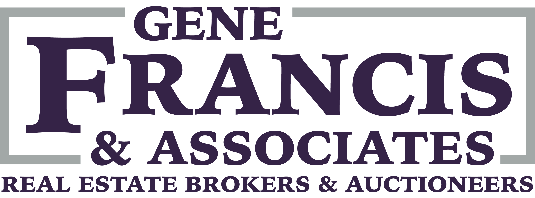 GENE
FRANCIS
& ASSOCIATES
REAL ESTATE BROKERS & AUCTIONEERS